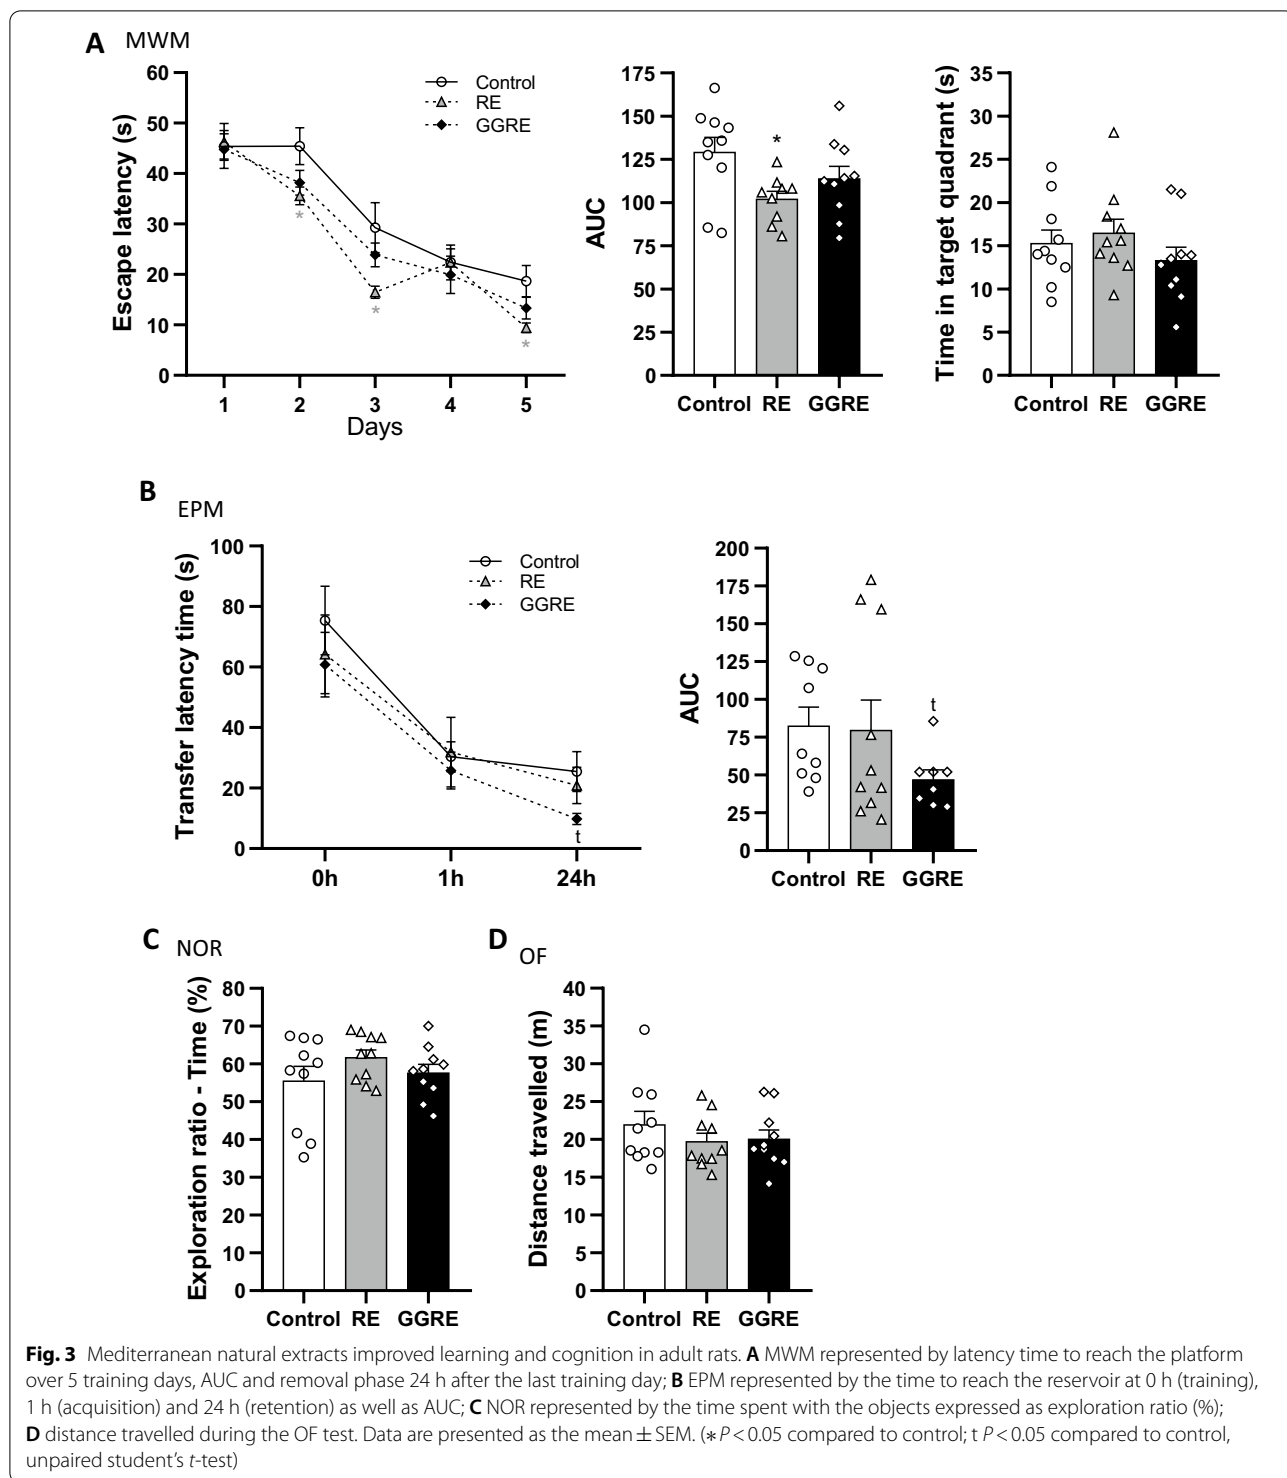 A MWM
60
50
40
30
20
10
0
Escape latency (s)
Control
RE
GGRE
*
*
*
1 2 3 4 5
Days
175
150
125
100
75
50
25
0
AUC
*
Control RE GGRE
35
30
25
20
15
10
5
0
Time in target quadrant (s)
Control RE GGRE
B
EPM
100
80
60
40
20
0
Transfer latency time (s)
Control
RE
GGRE
t
0h 1h 24h
200
175
150
125
100
75
50
25
0
AUC
t
Control RE GGRE
C NOR
80
70
60
50
40
30
20
10
0
Exploration ratio - Time (%)
Control RE GGRE
D OF
40
35
30
25
20
15
10
5
0
Distance travelled (m)
Control RE GGRE
Fig. 3 Mediterranean natural extracts improved learning and cognition in adult rats. A MWM represented by latency time to reach the platform
over 5 training days, AUC and removal phase 24 h after the last training day; B EPM represented by the time to reach the reservoir at 0 h (training),
1 h (acquisition) and 24 h (retention) as well as AUC; C NOR represented by the time spent with the objects expressed as exploration ratio (%);
D distance travelled during the OF test. Data are presented as the mean ± SEM. (∗ P < 0.05 compared to control; t P < 0.05 compared to control,
unpaired student's t-test)